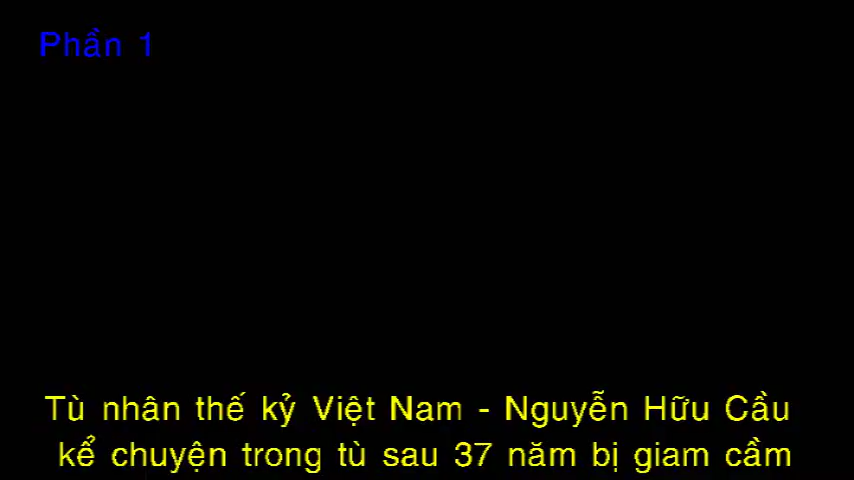 Phần 1
Tù nhân thế kỷ Việt Nam - Nguyễn Hữu Cầu
kể chuyện trong tù sau 37 năm bị giam cầm